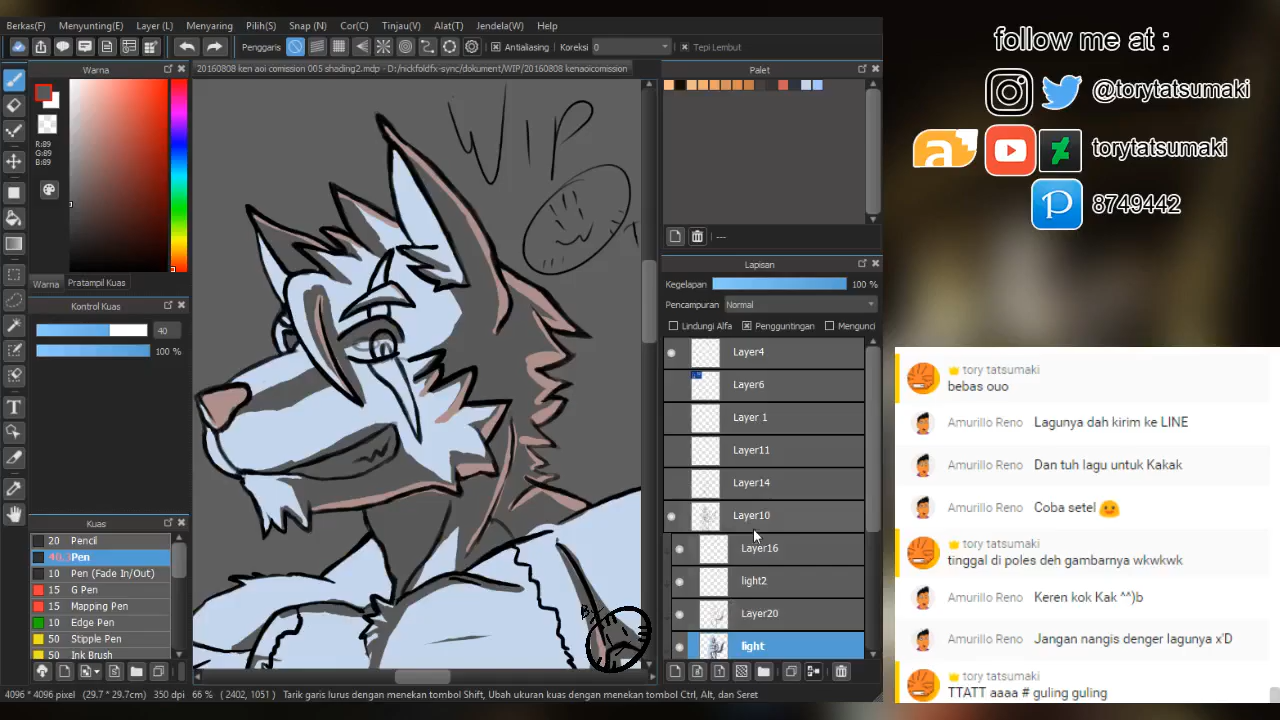 Berkas(F) Menyunting(E) Layer (L) Menyaring Pilih(S) Snap (N) Cor(C) Tinjau(V) Alat(T) Jendela(W) Help
Penggaris Antialiasing Koreksi 0 Tepi Lembut
Warna
20160808 ken aoi comission 005 shading2.mdp - D:/nickfoldfx-sync/dokument/WIP/20160808 kenaoicomission
Palet
R:89
G:89
B:89
---
Warna Pratampil Kuas
Kontrol Kuas
40
100 %
Kuas
20 Pencil
40.3 Pen
10 Pen (Fade In/Out)
15 G Pen
15 Mapping Pen
10 Edge Pen
50 Stipple Pen
50 Ink Brush
WIP
By
Lapisan
Kegelapan 100 %
Pencampuran Normal
Lindungi Alfa Pengguntingan Mengunci
Layer4
Layer6
Layer 1
Layer11
Layer14
Layer10
Layer16
light2
Layer20
light
4096 * 4096 pixel (29.7 * 29.7cm) 350 dpi 66 % (2402, 1051) Tarik garis lurus dengan menekan tombol Shift, Ubah ukuran kuas dengan menekan tombol Ctrl, Alt, dan Seret
follow me at :
@torytatsumaki
a torytatsumaki
P 8749442
tory tatsumaki
bebas ouo
Amurillo Reno Lagunya dah kirim ke LINE
Amurillo Reno Dan tuh lagu untuk Kakak
Amurillo Reno Coba setel
tory tatsumaki
tinggal di poles deh gambarnya wkwkwk
Amurillo Reno Keren kok Kak ^^)b
Amurillo Reno Jangan nangis denger lagunya x'D
tory tatsumaki
TTATT aaaa # guling guling